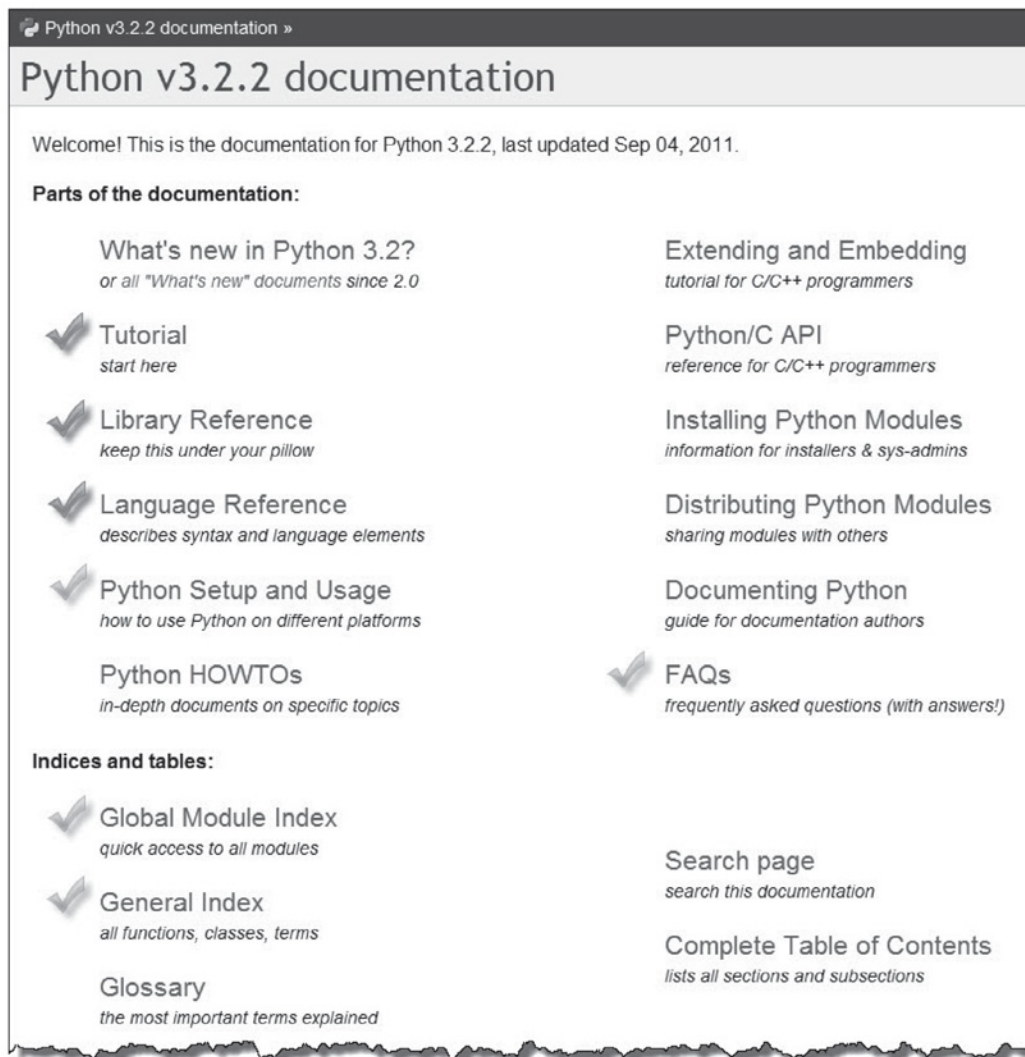 Python v3.2.2 documentation »
Python v3.2.2 documentation
Welcome! This is the documentation for Python 3.2.2, last updated Sep 04, 2011.
Parts of the documentation:
What's new in Python 3.2?
or all "What's new" documents since 2.0
Tutorial
start here
Library Reference
keep this under your pillow
Language Reference
describes syntax and language elements
Python Setup and Usage
how to use Python on different platforms
Python HOWTOs
in-depth documents on specific topics
Extending and Embedding
tutorial for C/C++ programmers
Python/C API
reference for C/C++ programmers
Installing Python Modules
information for installers & sys-admins
Distributing Python Modules
sharing modules with others
Documenting Python
guide for documentation authors
FAQs
frequently asked questions (with answers!)
Indices and tables:
Global Module Index
quick access to all modules
General Index
all functions, classes, terms
Glossary
the most important terms explained
Search page
search this documentation
Complete Table of Contents
lists all sections and subsections